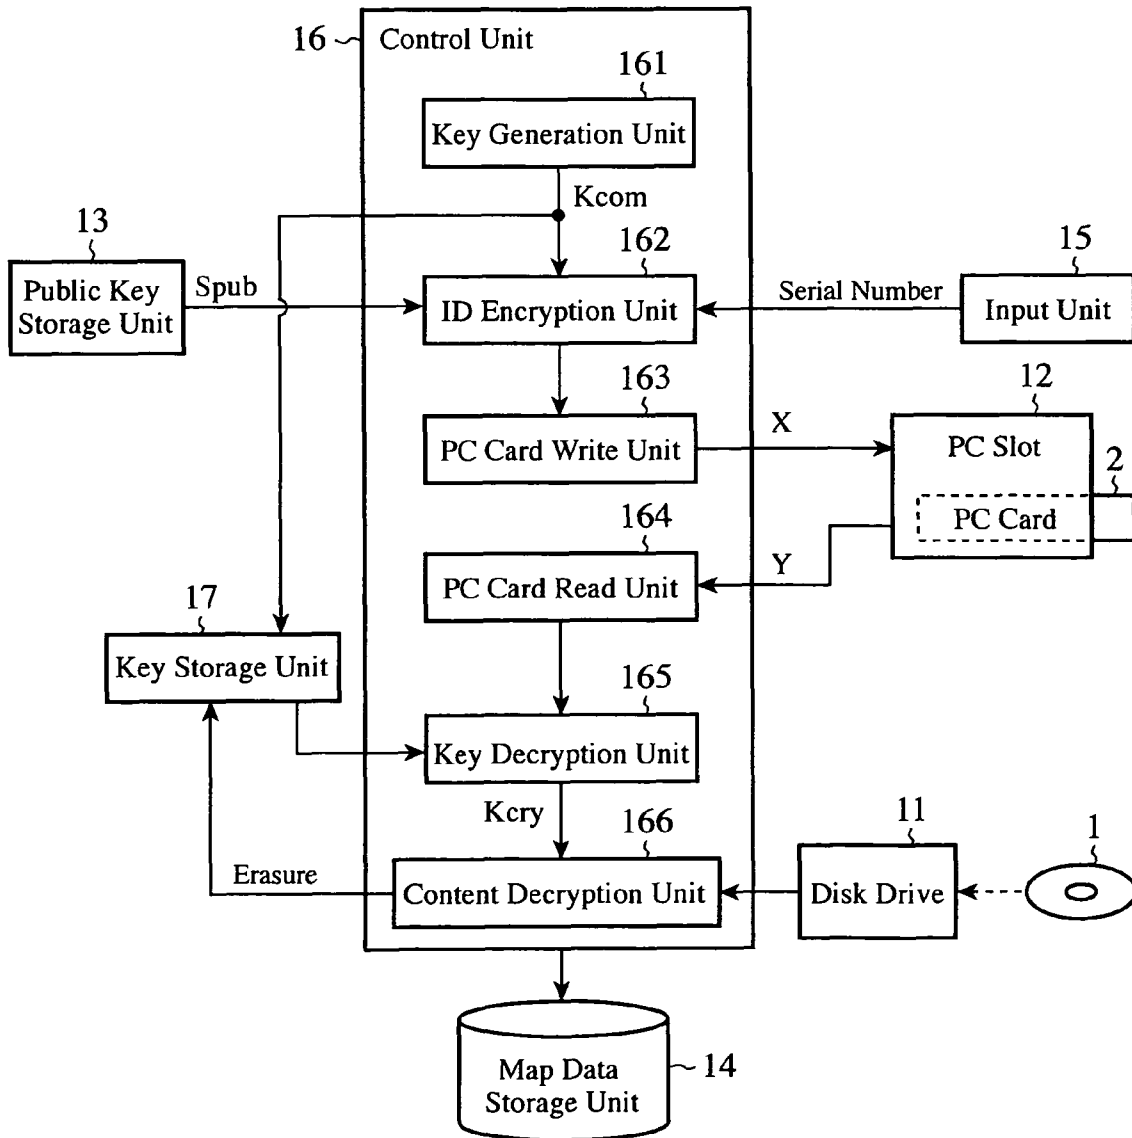 16
Control Unit
161
Key Generation Unit
Kcom
13
162
15
Public Key
Storage Unit
Spub
ID Encryption Unit
Serial Number
Input Unit
163
12
PC Card Write Unit
X
PC Slot
2
PC Card
164
Y
PC Card Read Unit
17
Key Storage Unit
165
Key Decryption Unit
Kcry
166
11
1
Erasure
Content Decryption Unit
Disk Drive
Map Data
Storage Unit
14